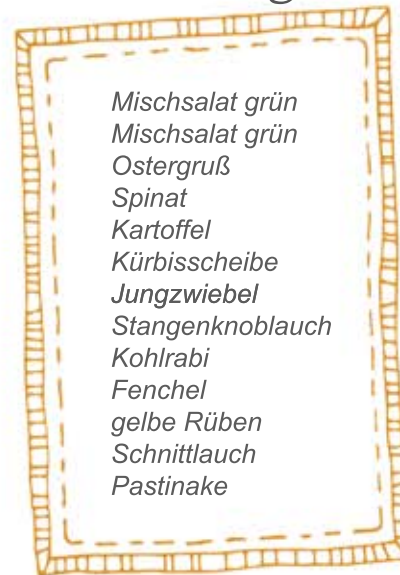 Mischsalat grün
Mischsalat grün
Ostergruß
Spinat
Kartoffel
Kürbisscheibe
Jungzwiebel
Stangenknoblauch
Kohlrabi
Fenchel
gelbe Rüben
Schnittlauch
Pastinake